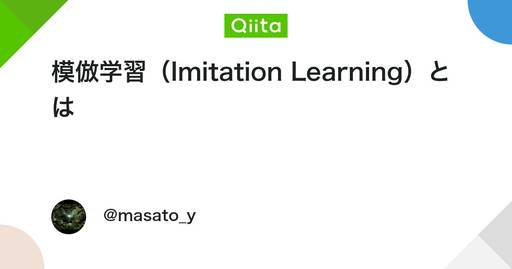 Qiita
模倣学習（Imitation Learning）と
は
@masato_y